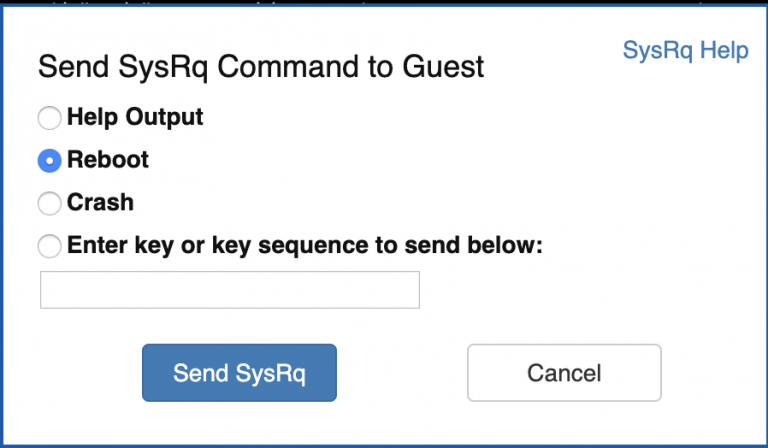 SysRq Help
Send SysRq Command to Guest
Help Output
Reboot
Crash
Enter key or key sequence to send below:
Send SysRq
Cancel